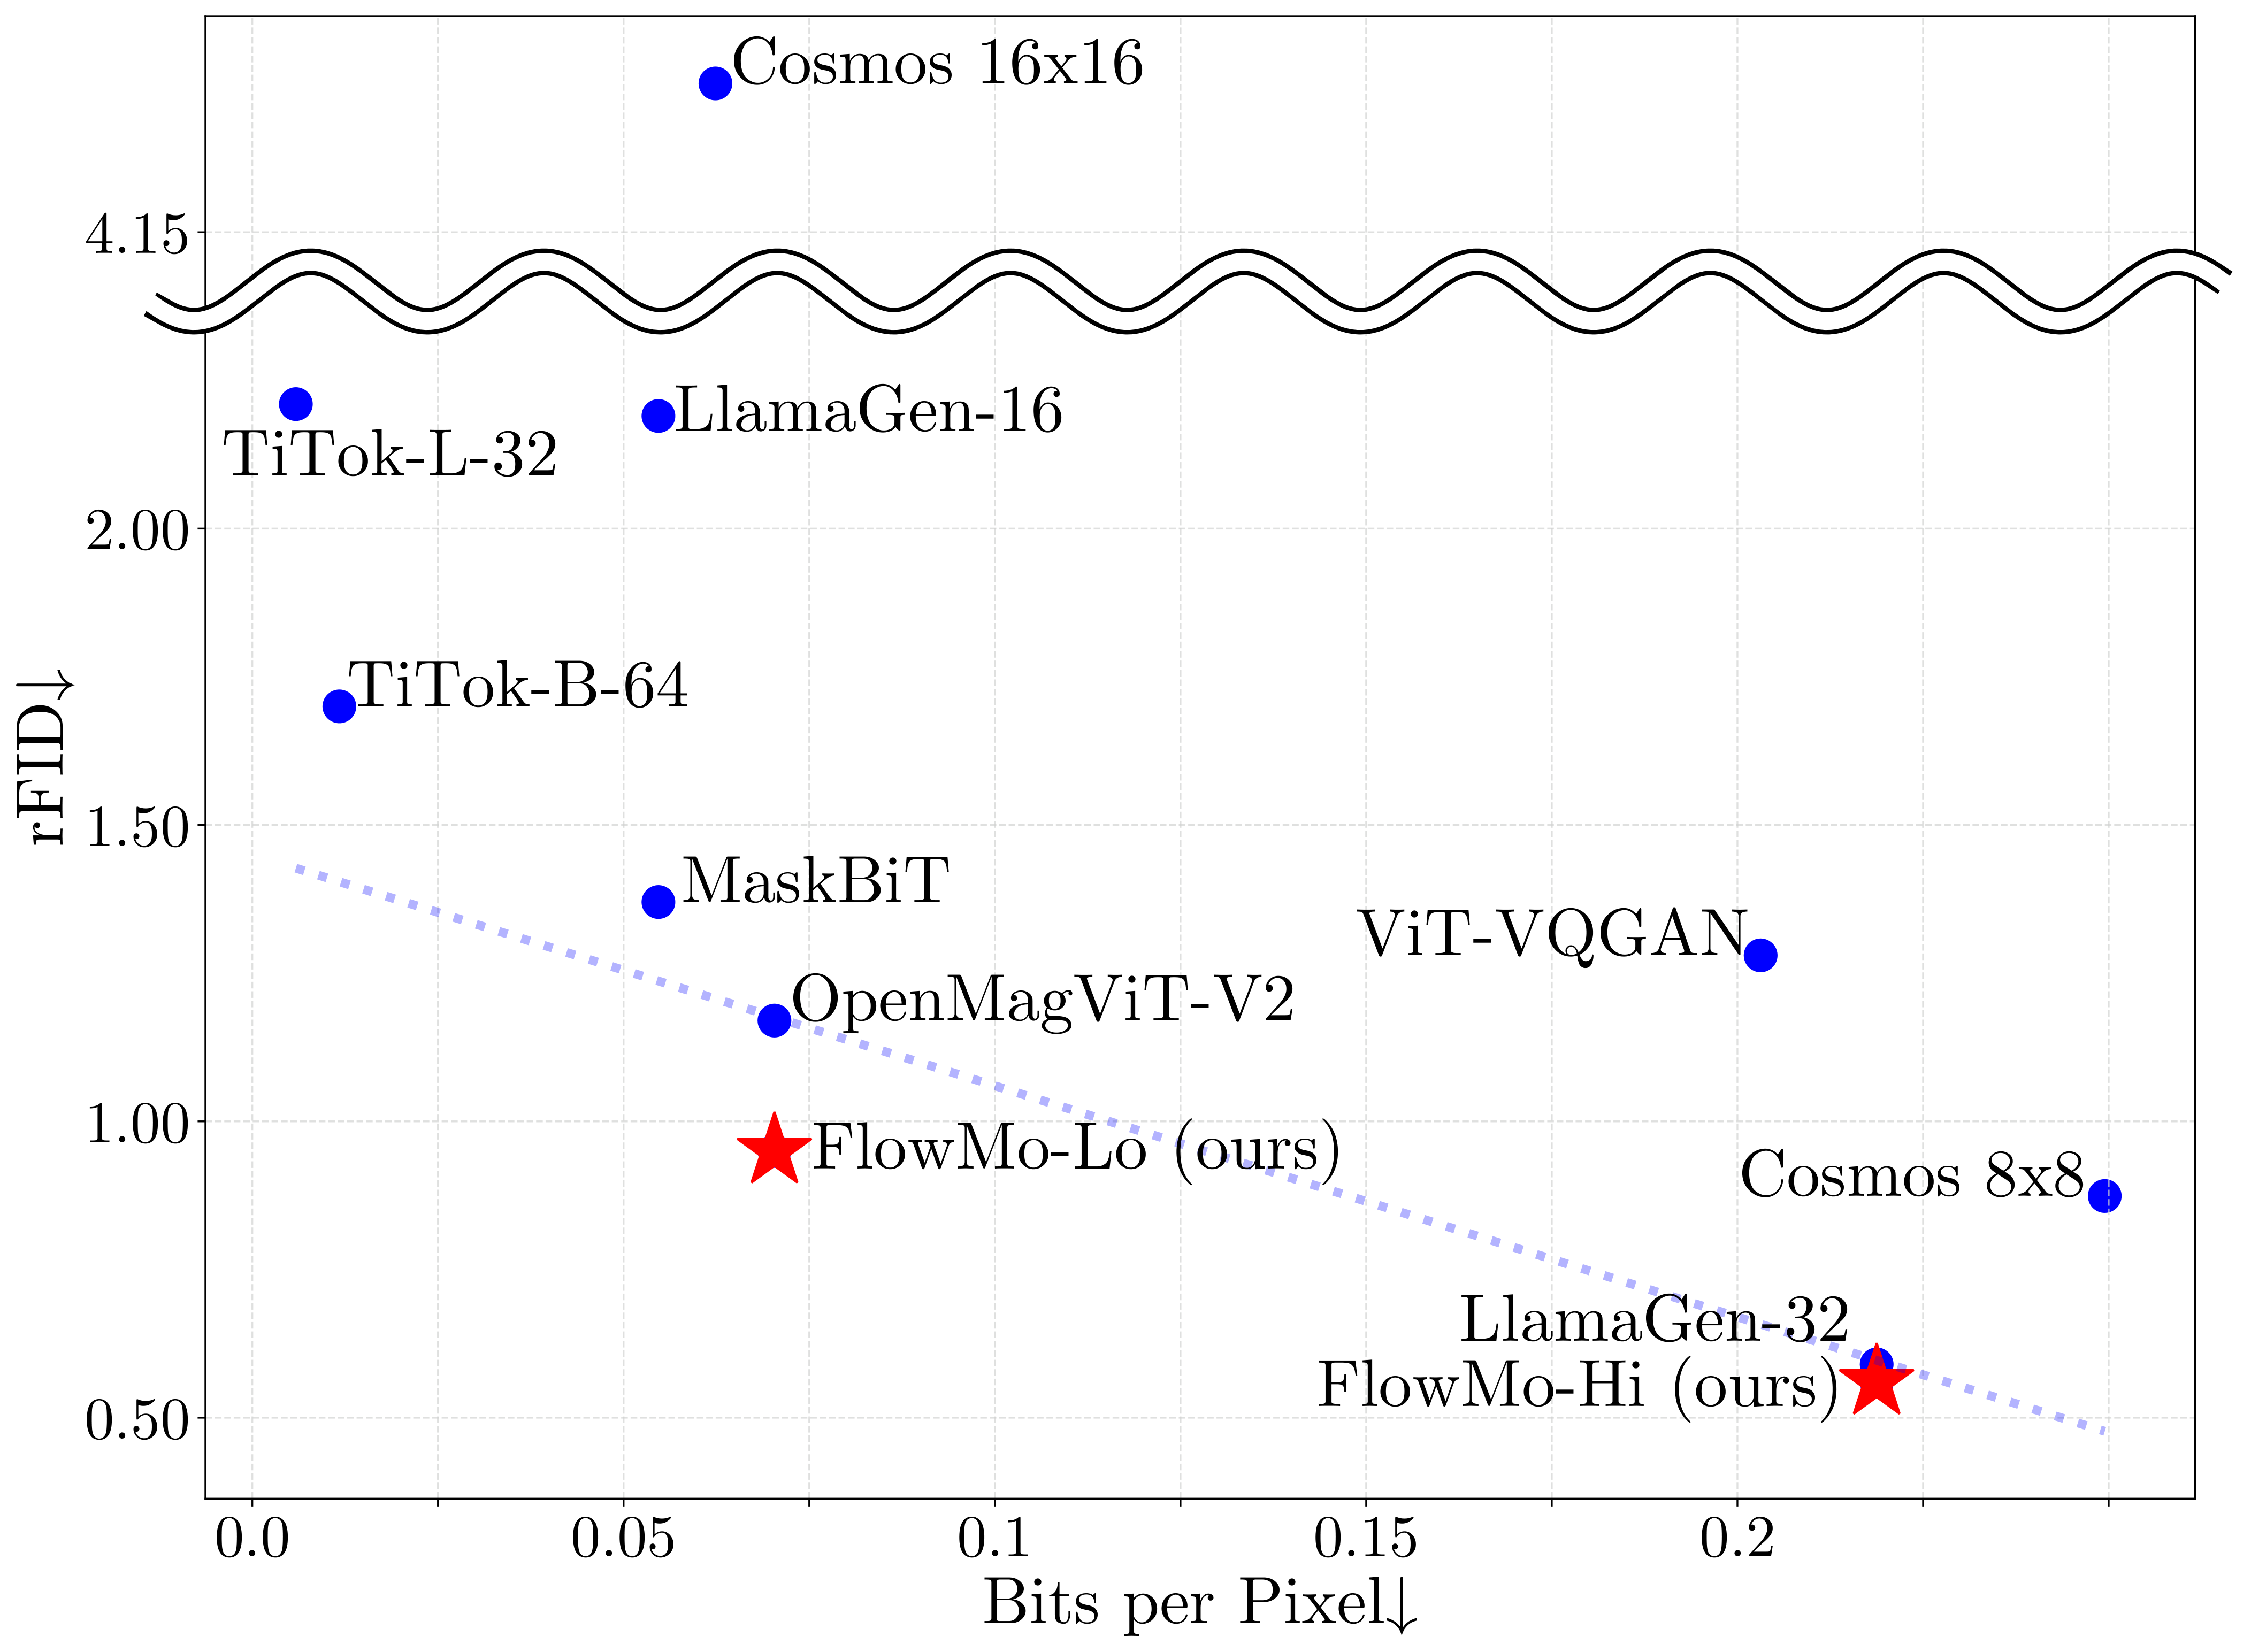 Cosmos 16x16
4.15
TiTok-L-32
LlamaGen-16
2.00
TiTok-B-64
rFID↓
1.50
MaskBiT
ViT-VQGAN
OpenMagViT-V2
1.00
FlowMo-Lo (ours)
Cosmos 8x8
LlamaGen-32
FlowMo-Hi (ours)
0.50
0.0 0.05 0.1 0.15 0.2
Bits per Pixel↓